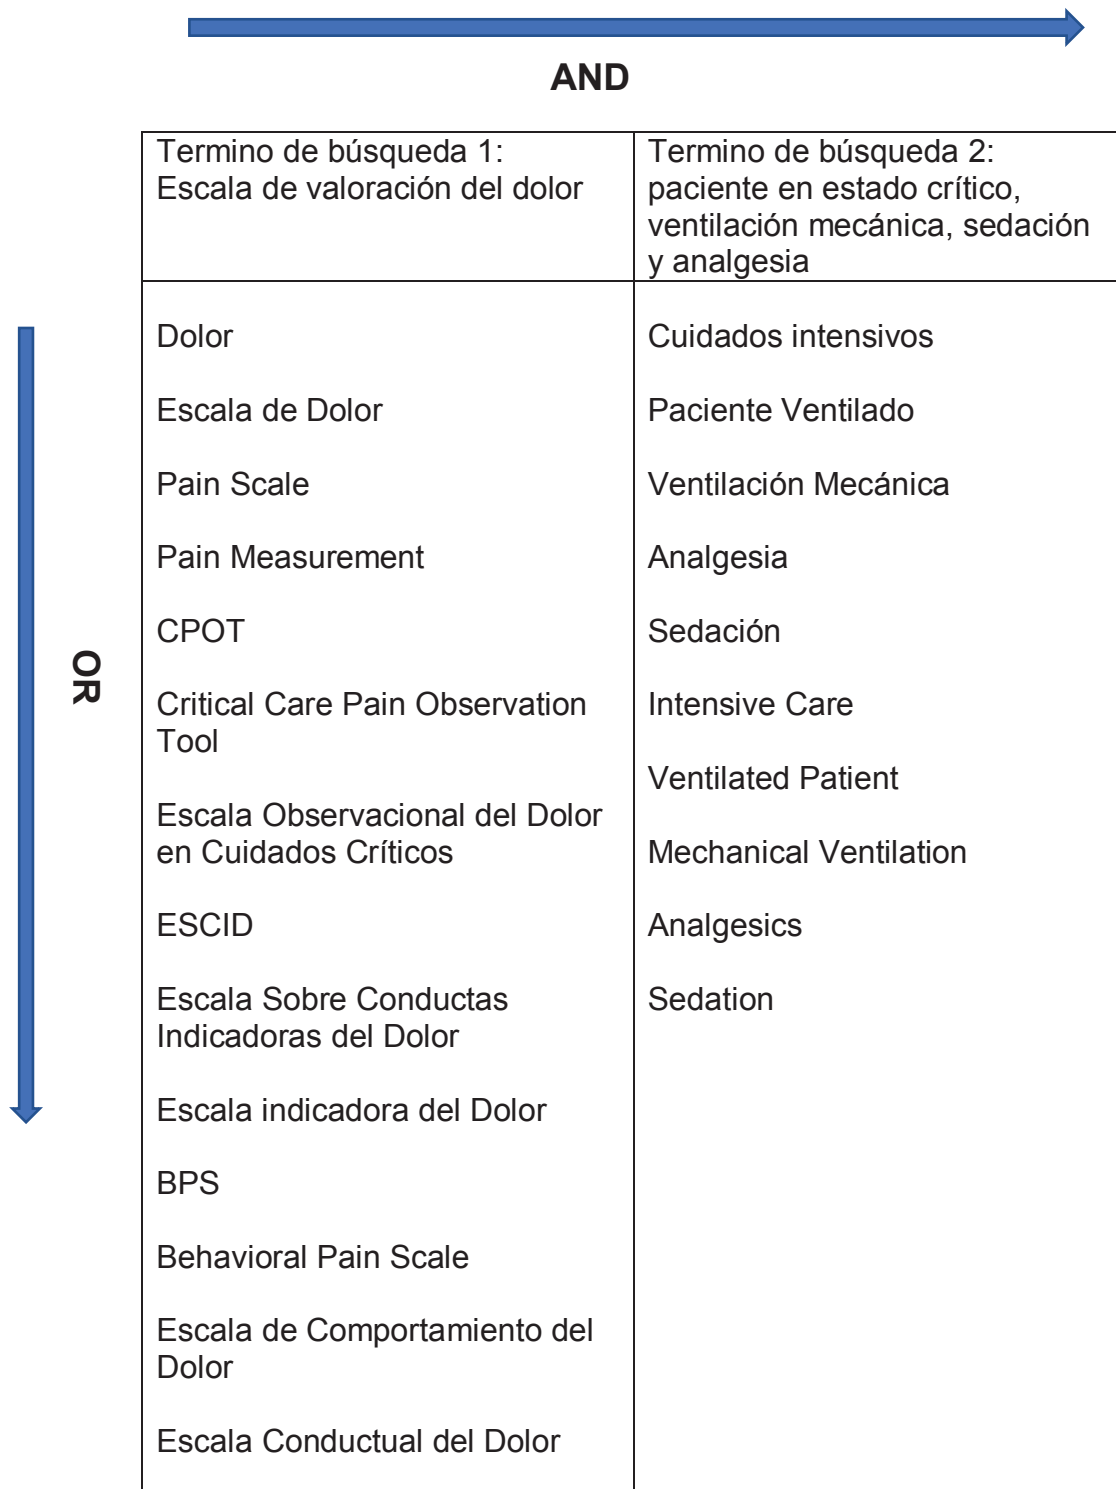 AND
Termino de búsqueda 1:
Escala de valoración del dolor
Termino de búsqueda 2:
paciente en estado crítico,
ventilación mecánica, sedación
y analgesia
OR
Dolor
Escala de Dolor
Pain Scale
Pain Measurement
CPOT
Critical Care Pain Observation
Tool
Escala Observacional del Dolor
en Cuidados Críticos
ESCID
Escala Sobre Conductas
Indicadoras del Dolor
Escala indicadora del Dolor
BPS
Behavioral Pain Scale
Escala de Comportamiento del
Dolor
Escala Conductual del Dolor
Cuidados intensivos
Paciente Ventilado
Ventilación Mecánica
Analgesia
Sedación
Intensive Care
Ventilated Patient
Mechanical Ventilation
Analgesics
Sedation